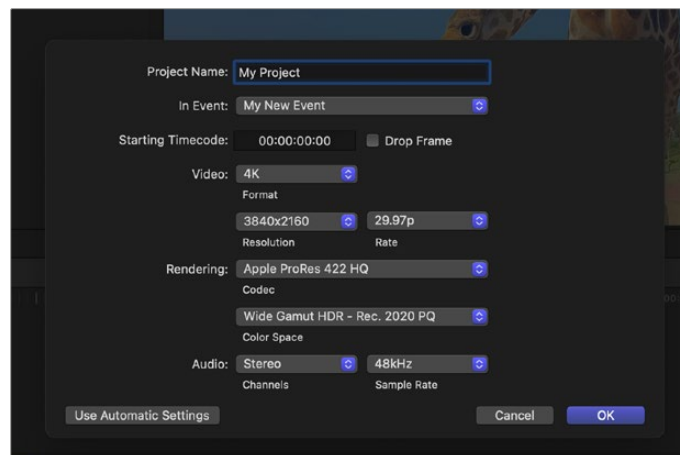 Project Name: My Project
In Event: My New Event
Starting Timecode: 00:00:00:00 Drop Frame
Video: 4K
Format
3840x2160 29.97p
Resolution Rate
Rendering: Apple ProRes 422 HQ
Codec
Wide Gamut HDR - Rec. 2020 PQ
Color Space
Audio: Stereo 48kHz
Channels Sample Rate
Use Automatic Settings Cancel OK